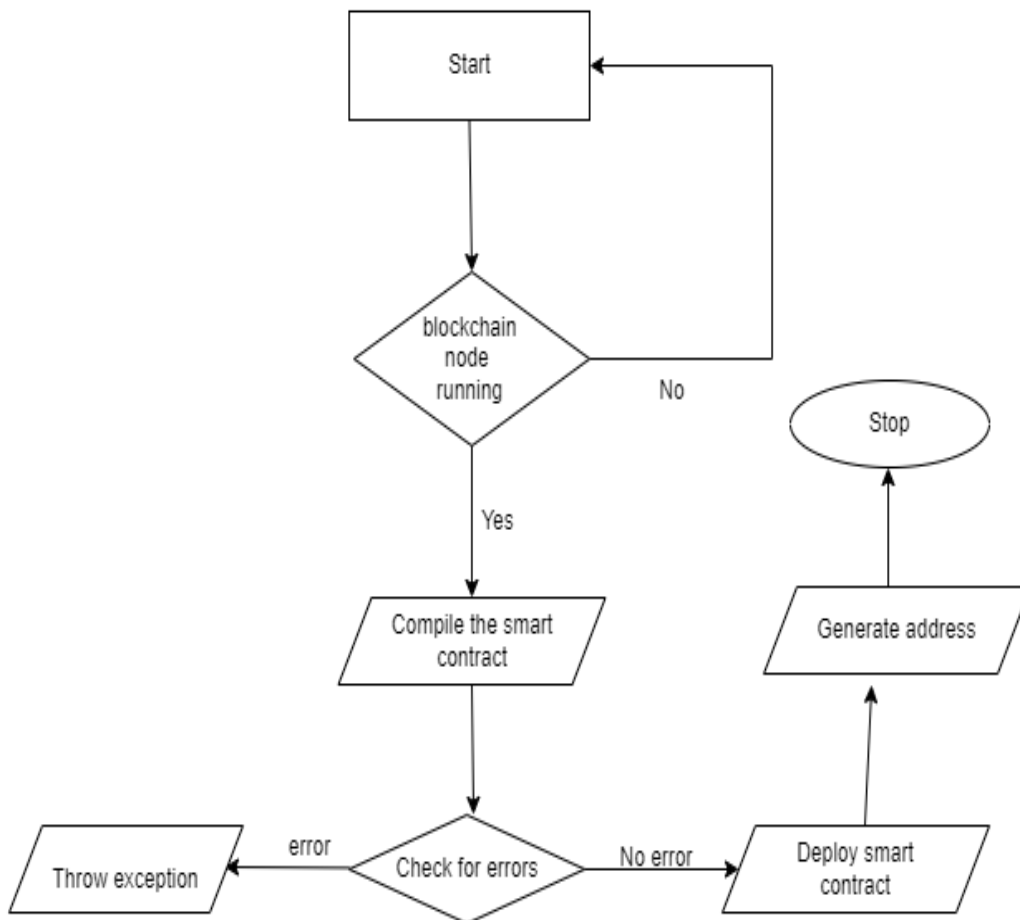 Start
blockchain
node
running
No
Yes
Stop
Compile the smart
contract
Generate address
error
Check for errors
No error
Throw exception
Deploy smart
contract